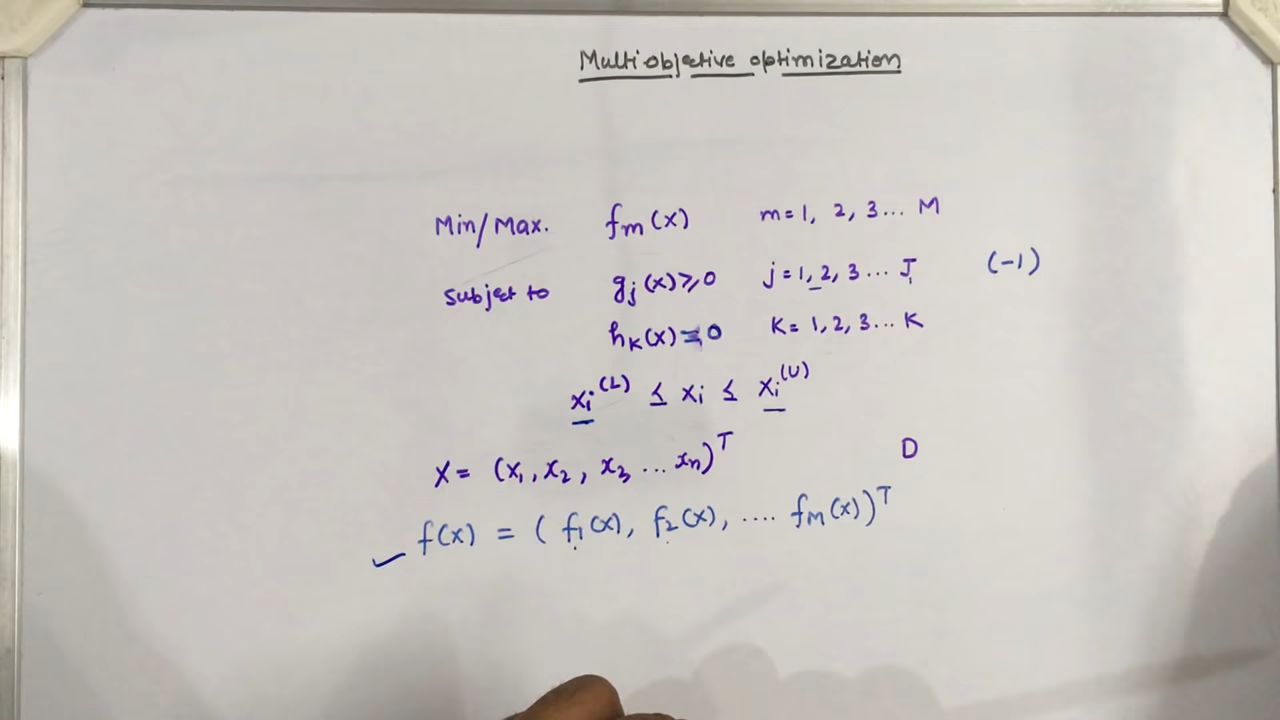 Multiobjective optimization
Min/Max. fm(x) m=1, 2, 3... M
subject to gj(x)≥0 j=1, 2, 3... J (-1)
hK(x)=0 K= 1,2,3... K
xi(L) ≤ xi ≤ xi(U)
X= (x1, x2, x3 ... xn)T D
f(x) = ( f1(x), f2(x), .... fM(x))T